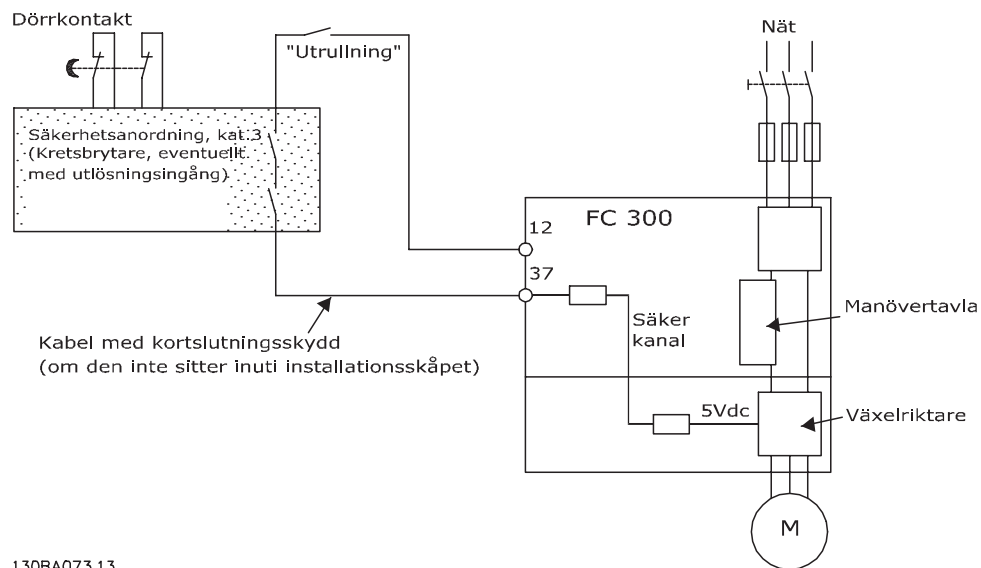 Dörrkontakt
Nät
"Utrullning"
Säkerhetsanordning, kat.3
(Kretsbrytare, eventuellt
med utlösningsingång)
FC 300
12
37
Säker
kanal
Manövertavla
Kabel med kortslutningsskydd
(om den inte sitter inuti installationsskåpet)
5Vdc
Växelriktare
M
130BA073.13